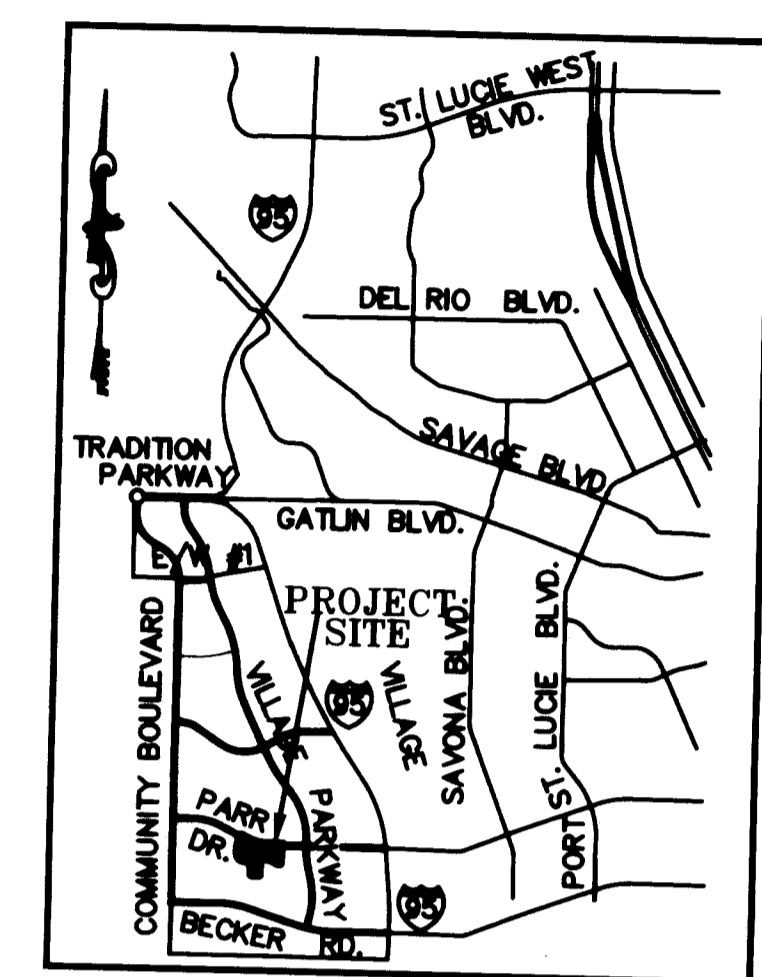 ST. LUCIE WEST
BLVD.
95
DEL RIO BLVD.
TRADITION
PARKWAY
SAVAGE BLVD
GATLIN BLVD.
E/W #1
PROJECT
SITE
COMMUNITY BOULEVARD
VILLAGE
PARKWAY
95
VILLAGE
SAVONA BLVD.
PORT ST. LUCIE BLVD.
PARR
DR.
95
BECKER RD.